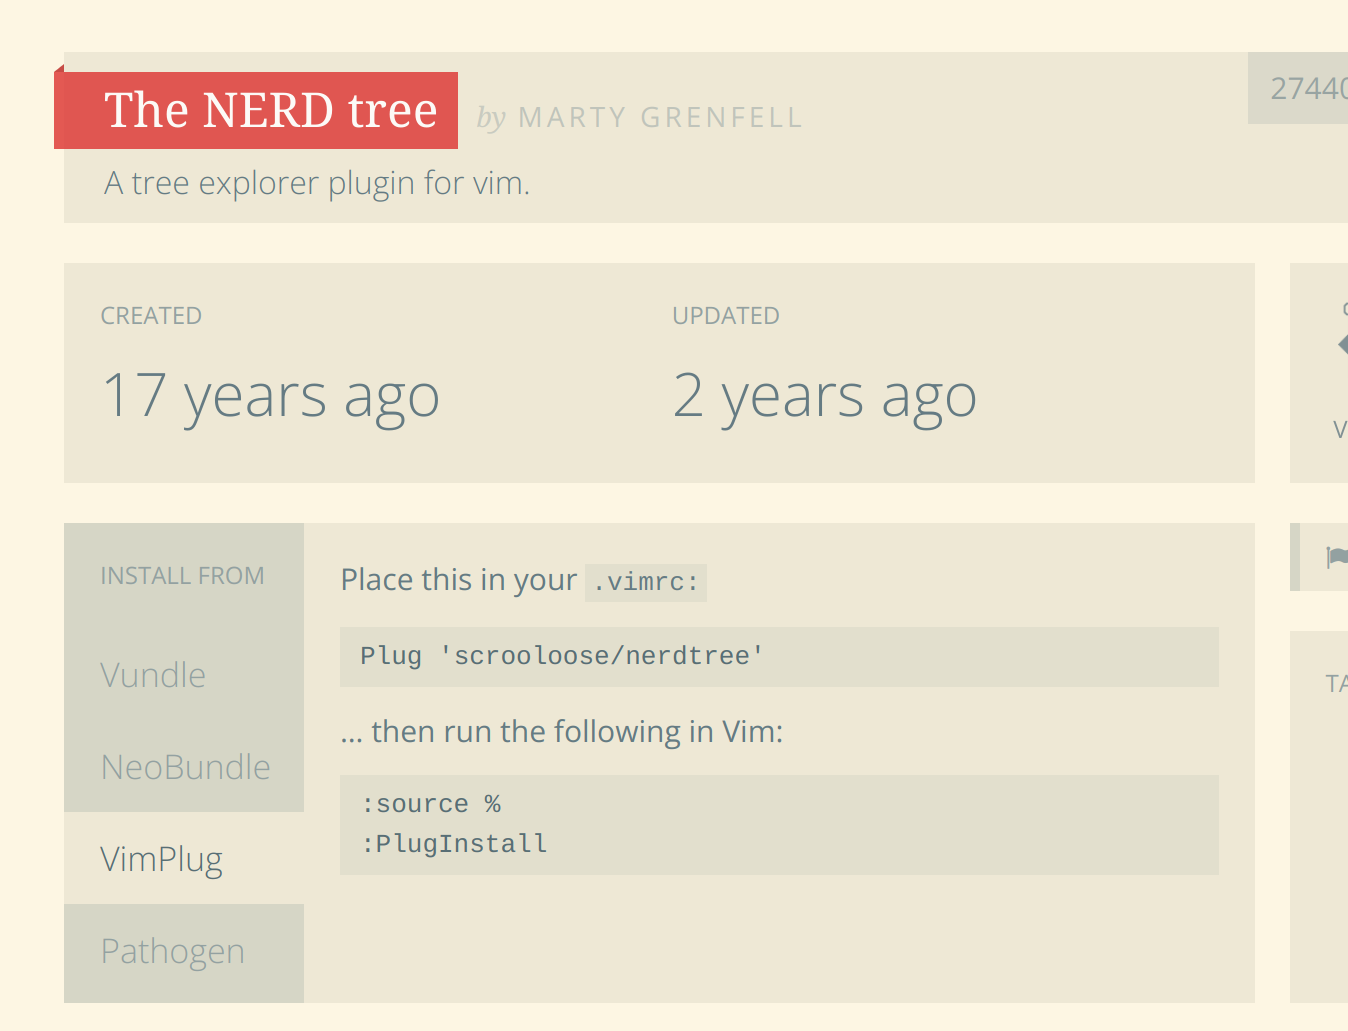 The NERD tree by MARTY GRENFELL
A tree explorer plugin for vim.
CREATED
17 years ago
UPDATED
2 years ago
INSTALL FROM
Vundle
NeoBundle
VimPlug
Pathogen
Place this in your .vimrc:
Plug 'scrooloose/nerdtree'
... then run the following in Vim:
:source %
:PlugInstall